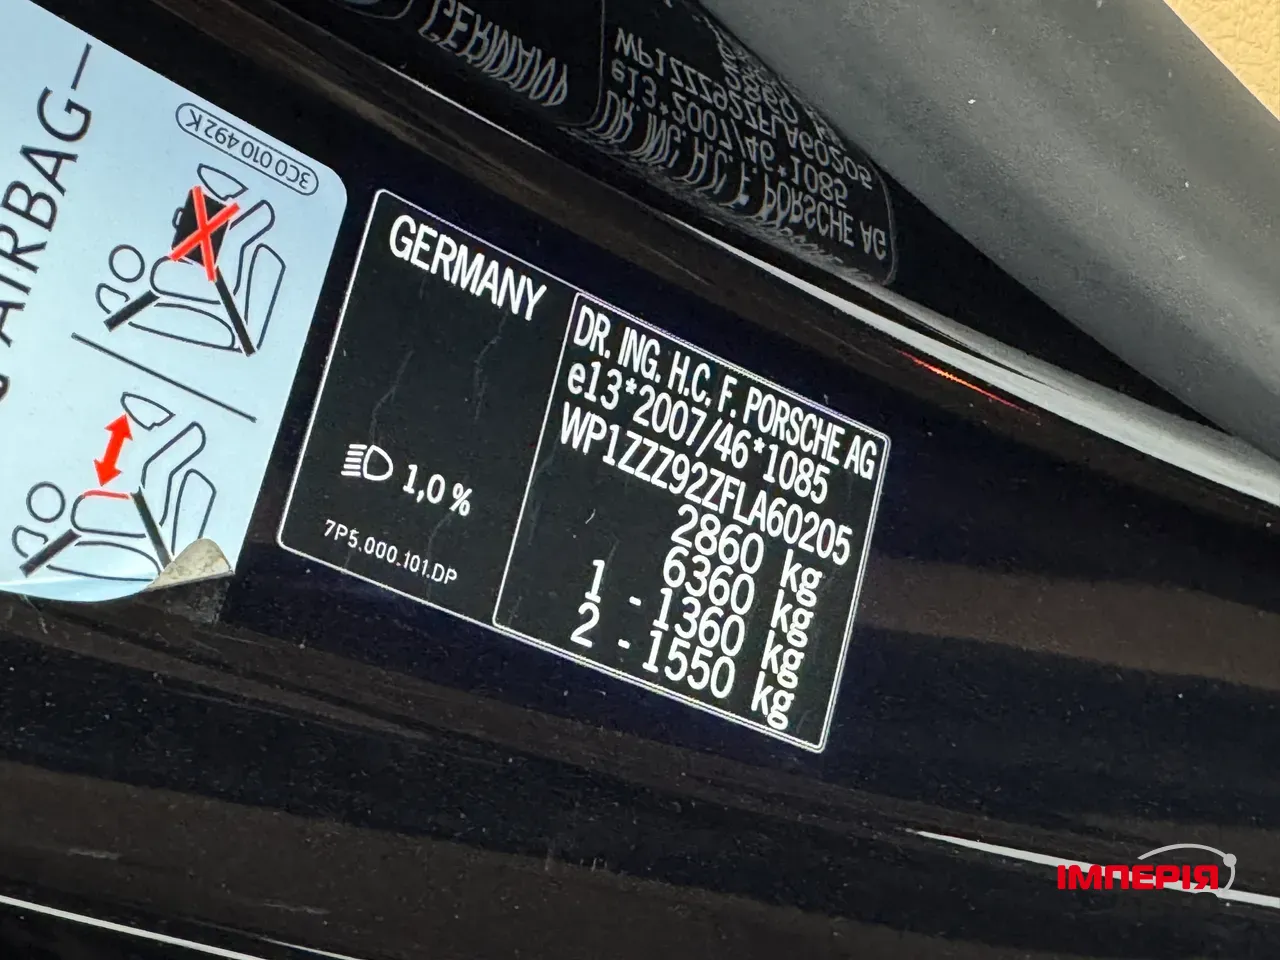 AIRBAG
3C0 010 492 K
GERMANY
DR. ING. H.C. F. PORSCHE AG
e13*2007/46*1085
WP1ZZZ92ZFLA60205
2860 kg
6360 kg
1 - 1360 kg
2 - 1550 kg
1,0 %
7P5.000.101.DP
GERMANY
WP1ZZZ92ZFLA60205
e13*2007/46*1085
DR. ING. H.C. F. PORSCHE AG
ІМПЕРІЯ